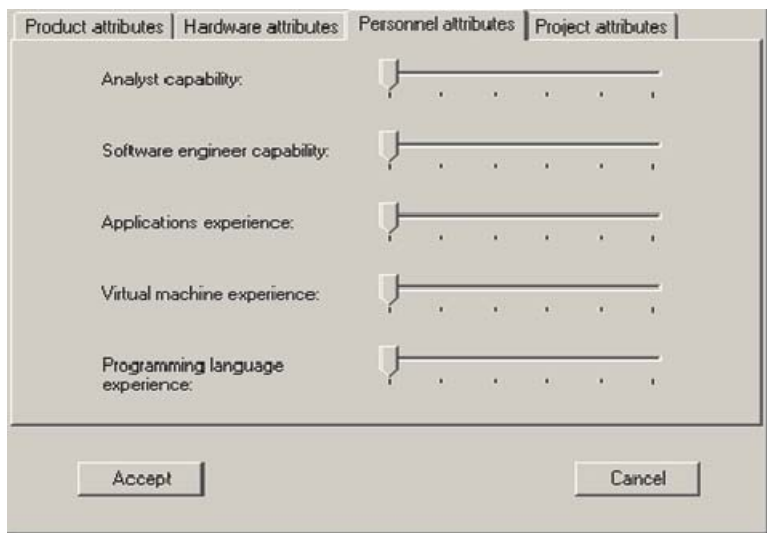 Product attributes Hardware attributes Personnel attributes Project attributes
Analyst capability:
Software engineer capability:
Applications experience:
Virtual machine experience:
Programming language
experience:
Accept Cancel